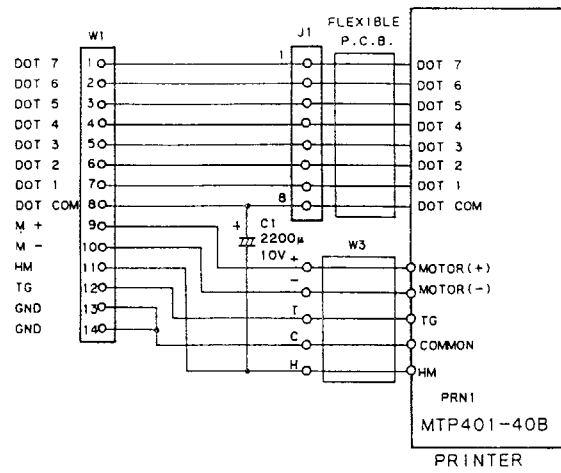 FLEXIBLE
P.C.B.
W1
J1
DOT 7 1 1 DOT 7
DOT 6 2 DOT 6
DOT 5 3 DOT 5
DOT 4 4 DOT 4
DOT 3 5 DOT 3
DOT 2 6 DOT 2
DOT 1 7 DOT 1
DOT COM 8 8 DOT COM
M + 9
M - 10
HM 11
TG 12
GND 13
GND 14
+ C1
2200μ
10V
W3
+ MOTOR(+)
- MOTOR(-)
T TG
C COMMON
H HM
PRN1
MTP401-40B
PRINTER